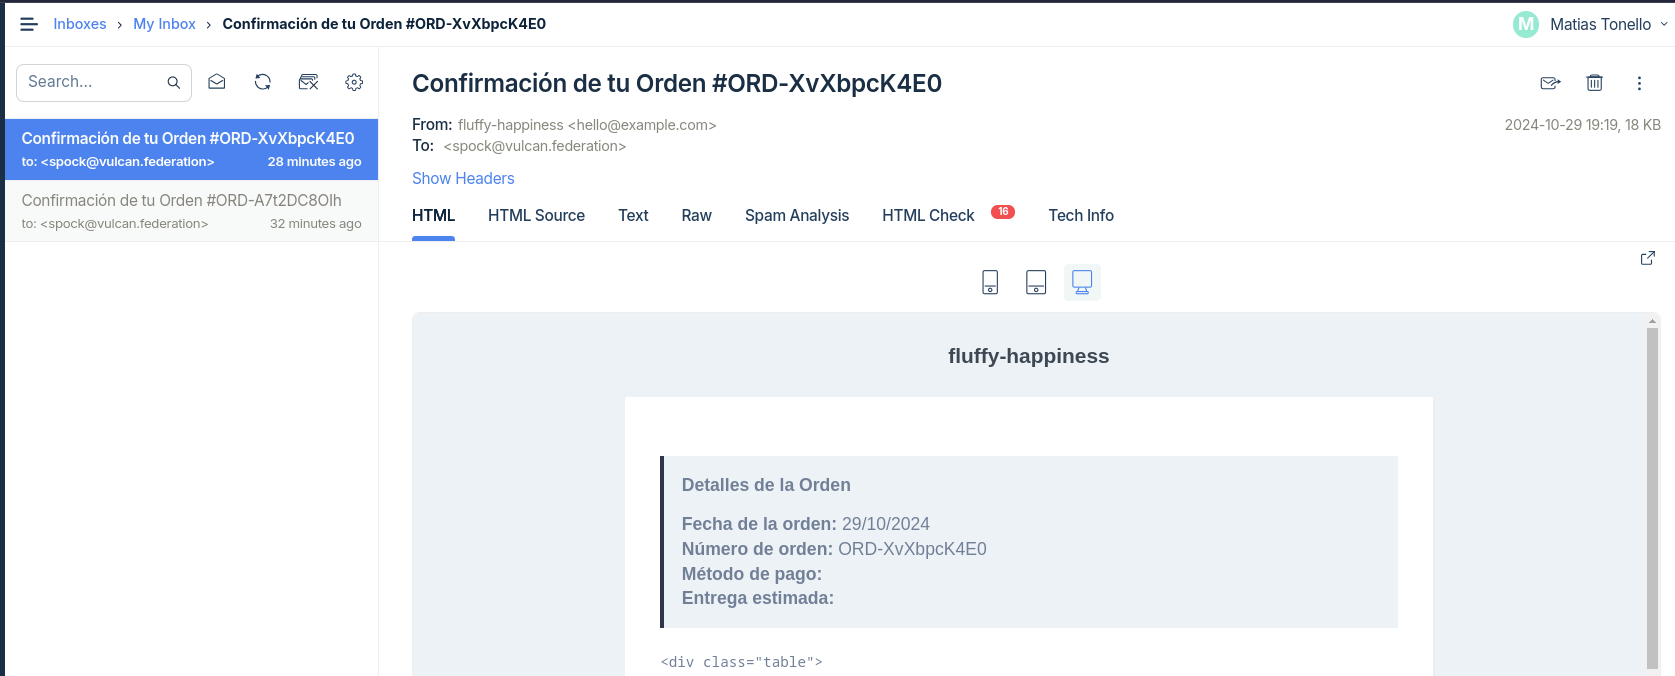 Inboxes › My Inbox › Confirmación de tu Orden #ORD-XvXbpcK4E0
M Matias Tonello
Search...
Confirmación de tu Orden #ORD-XvXbpcK4E0
to: <spock@vulcan.federation> 28 minutes ago
Confirmación de tu Orden #ORD-A7t2DC8OIh
to: <spock@vulcan.federation> 32 minutes ago
Confirmación de tu Orden #ORD-XvXbpcK4E0
From: fluffy-happiness <hello@example.com> 2024-10-29 19:19, 18 KB
To: <spock@vulcan.federation>
Show Headers
HTML HTML Source Text Raw Spam Analysis HTML Check 16 Tech Info
fluffy-happiness
Detalles de la Orden
Fecha de la orden: 29/10/2024
Número de orden: ORD-XvXbpcK4E0
Método de pago:
Entrega estimada:
<div class="table">